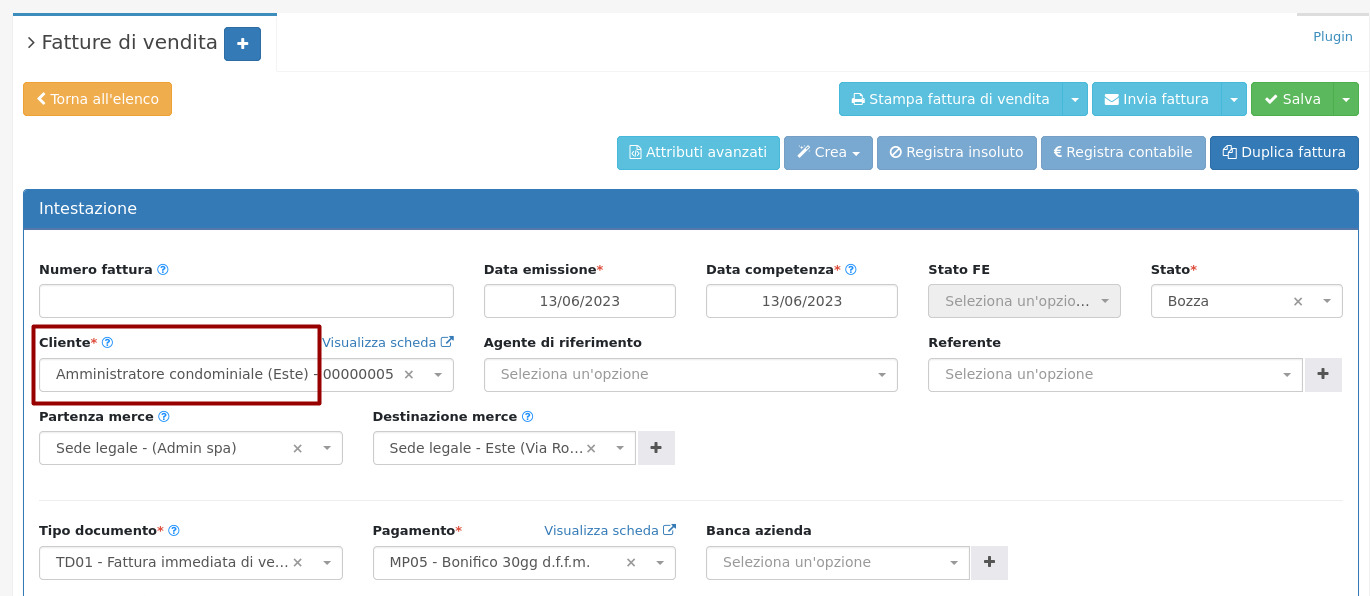 Fatture di vendita
Plugin
Torna all'elenco
Stampa fattura di vendita
Invia fattura
Salva
Attributi avanzati
Crea
Registra insoluto
€ Registra contabile
Duplica fattura
Intestazione
Numero fattura
Data emissione*
Data competenza*
Stato FE
Stato*
13/06/2023
13/06/2023
Seleziona un'opzio...
Bozza ×
Cliente*
Visualizza scheda
Agente di riferimento
Referente
Amministratore condominiale (Este) - 00000005 ×
Seleziona un'opzione
Seleziona un'opzione
Partenza merce
Destinazione merce
Sede legale - (Admin spa) ×
Sede legale - Este (Via Ro... ×
Tipo documento*
Pagamento*
Visualizza scheda
Banca azienda
TD01 - Fattura immediata di ve... ×
MP05 - Bonifico 30gg d.f.f.m. ×
Seleziona un'opzione